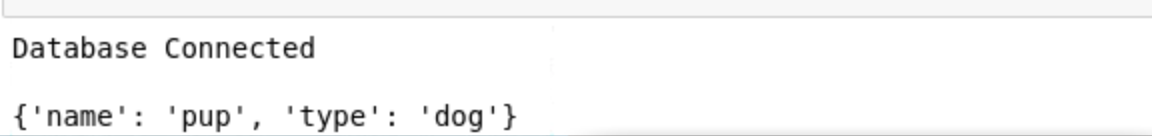 Database Connected
{'name': 'pup', 'type': 'dog'}